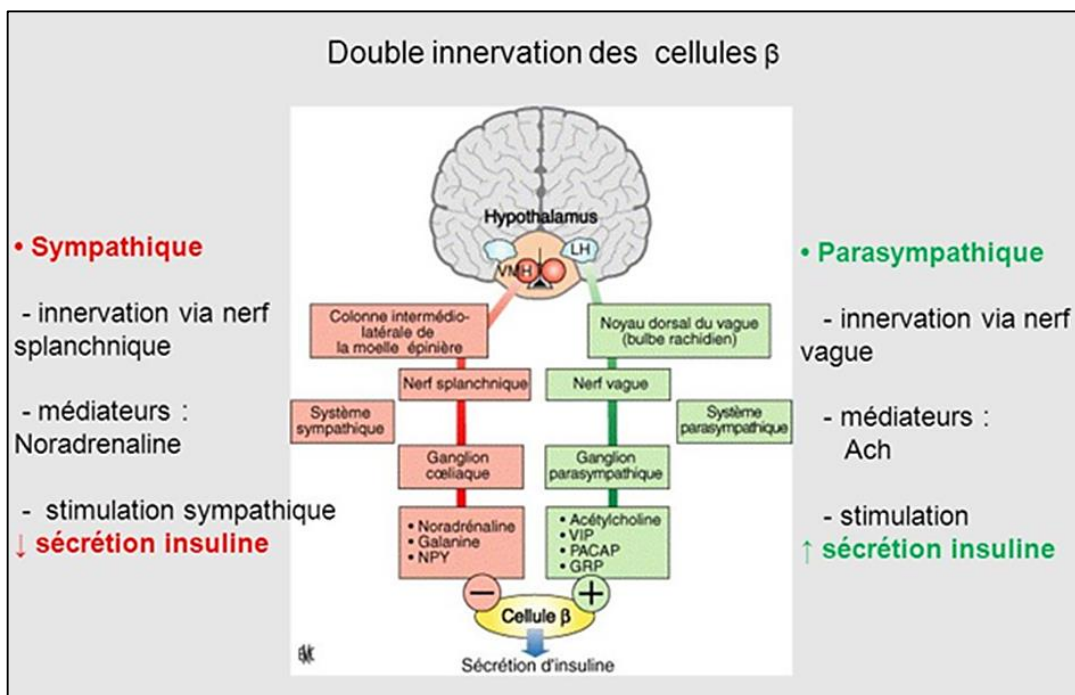 Double innervation des cellules β
• Sympathique
- innervation via nerf
splanchnique
- médiateurs :
Noradrenaline
- stimulation sympathique
↓ sécrétion insuline
Hypothalamus
LH
VMH
Colonne intermédio-
latérale de
la moelle épinière
Noyau dorsal du vague
(bulbe rachidien)
Nerf splanchnique
Nerf vague
Système
sympathique
Système
parasympathique
Ganglion
cœliaque
Ganglion
parasympathique
• Noradrénaline
• Galanine
• NPY
• Acétylcholine
• VIP
• PACAP
• GRP
−
+
Cellule β
Sécrétion d'insuline
• Parasympathique
- innervation via nerf
vague
- médiateurs :
Ach
- stimulation
↑ sécrétion insuline